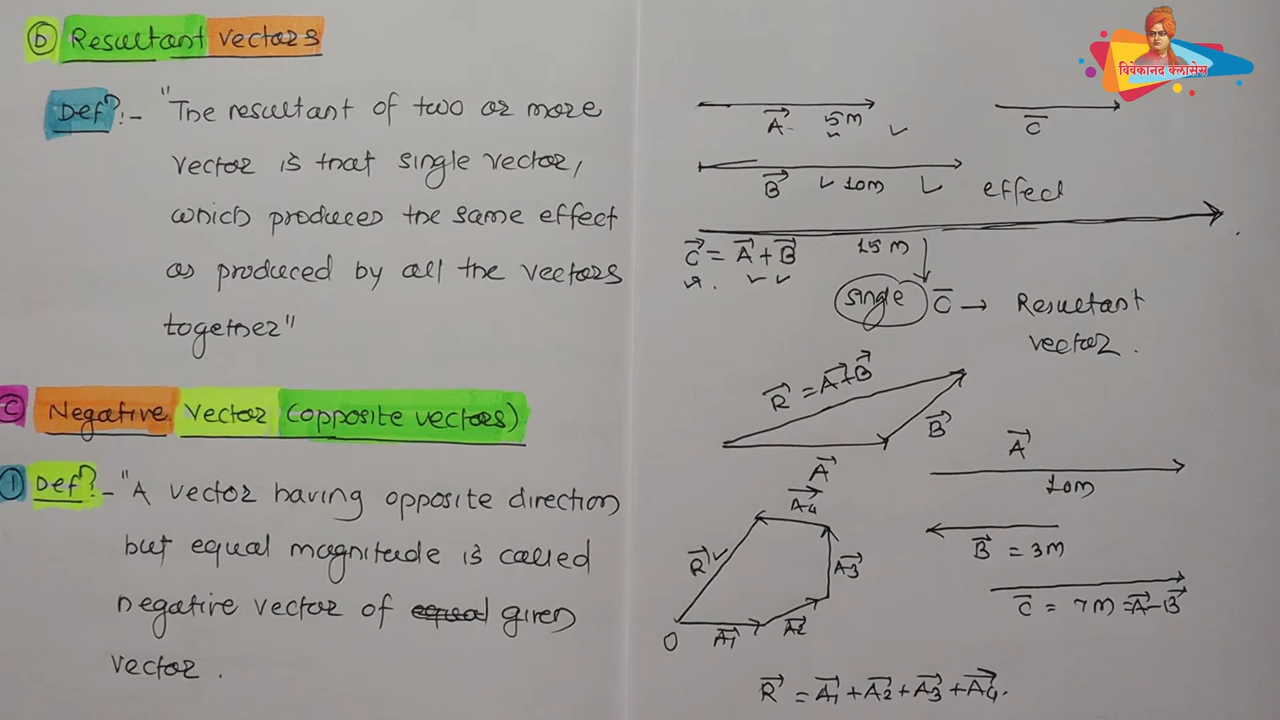 b Resultant Vectors
Def?:- "The resultant of two or more
vector is that single vector,
which produces the same effect
as produced by all the vectors
together"
C Negative Vector (opposite vectors)
1 Def?- "A vector having opposite direction
but equal magnitude is called
negative vector of equal given
vector.
विवेकानंद क्लासेस
A 5m
C
B 10m effect
15 m
C = A + B
single C → Resultant
vector.
R = A+B
B
A
A
10m
B = 3m
C = 7m = A-B
A4
R
A3
O A1 A2
R = A1 + A2 + A3 + A4.